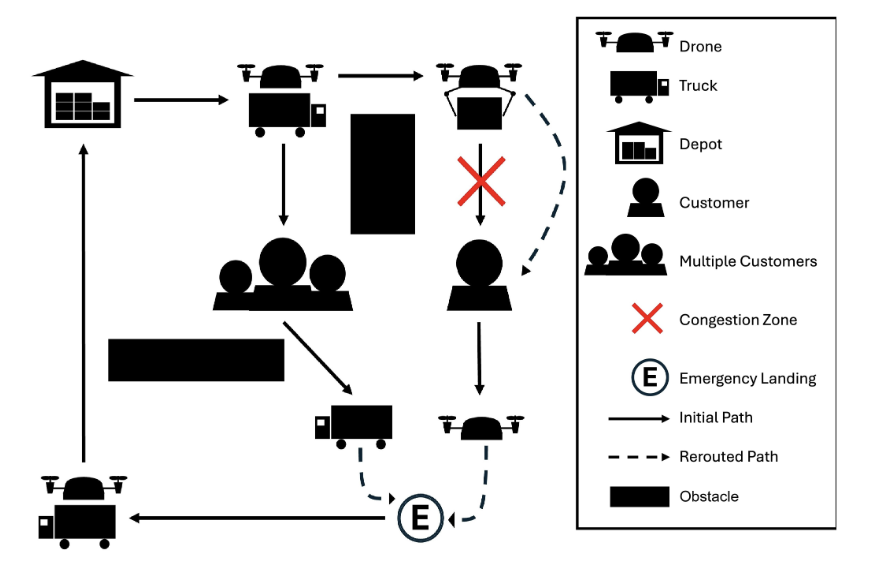 Drone
Truck
Depot
Customer
Multiple Customers
Congestion Zone
E
Emergency Landing
Initial Path
Rerouted Path
Obstacle
E